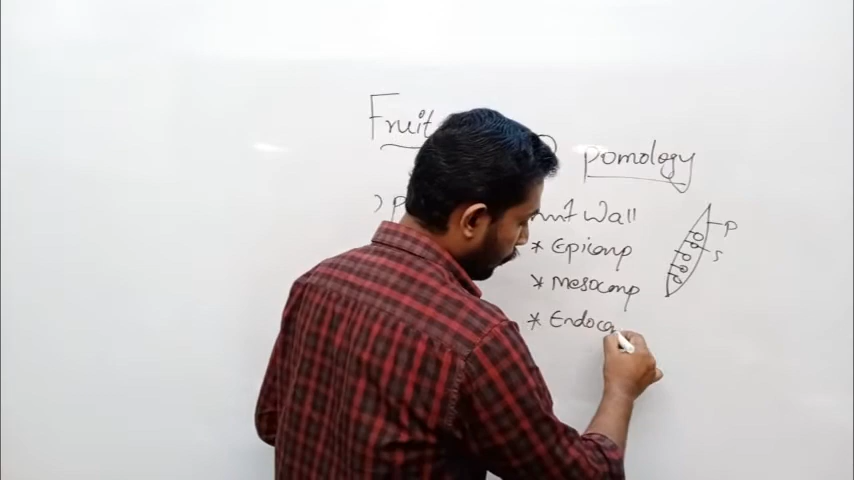 Fruit
Pomology
Wall
* Epicarp
* Mesocarp
* Endoca
P
S